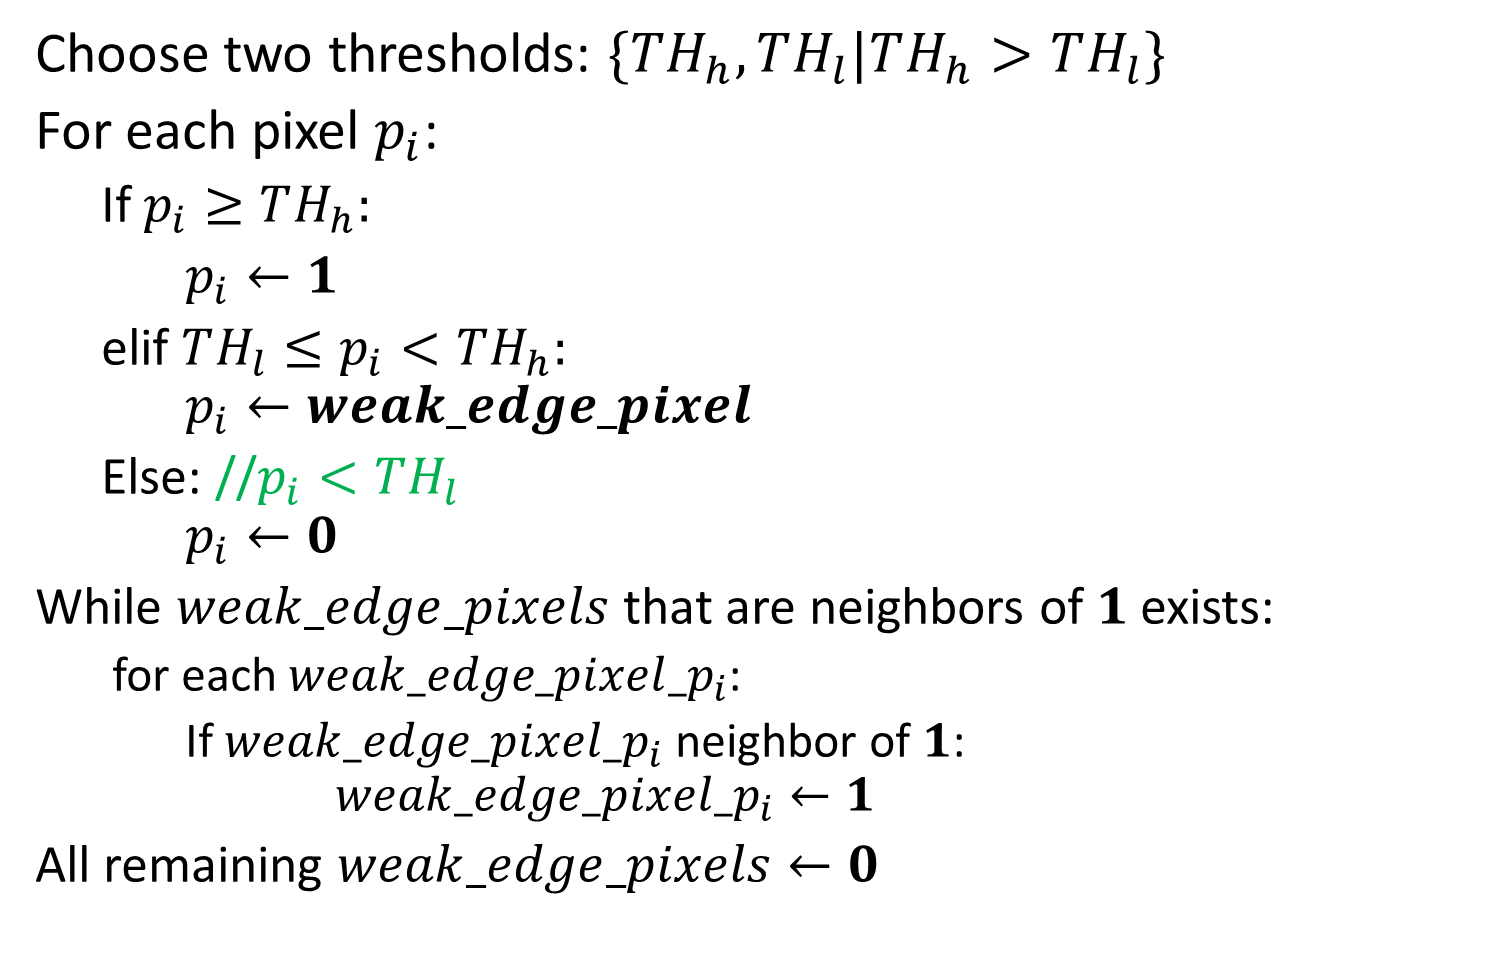 Choose two thresholds: {TH_h, TH_l|TH_h > TH_l}
For each pixel p_i:
If p_i ≥ TH_h:
p_i ← 1
elif TH_l ≤ p_i < TH_h:
p_i ← weak_edge_pixel
Else: //p_i < TH_l
p_i ← 0
While weak_edge_pixels that are neighbors of 1 exists:
for each weak_edge_pixel_p_i:
If weak_edge_pixel_p_i neighbor of 1:
weak_edge_pixel_p_i ← 1
All remaining weak_edge_pixels ← 0